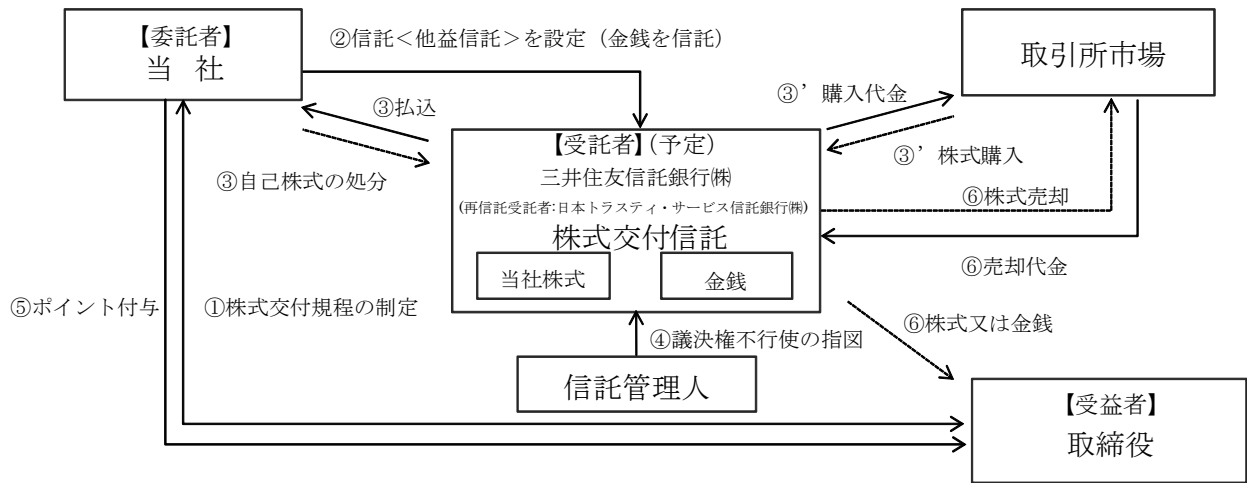 【委託者】
当 社
②信託＜他益信託＞を設定（金銭を信託）
取引所市場
③払込
③自己株式の処分
③’購入代金
③’株式購入
【受託者】(予定)
三井住友信託銀行㈱
(再信託受託者:日本トラスティ・サービス信託銀行㈱)
株式交付信託
当社株式
金銭
⑥株式売却
⑥売却代金
⑤ポイント付与
①株式交付規程の制定
④議決権不行使の指図
⑥株式又は金銭
信託管理人
【受益者】
取締役